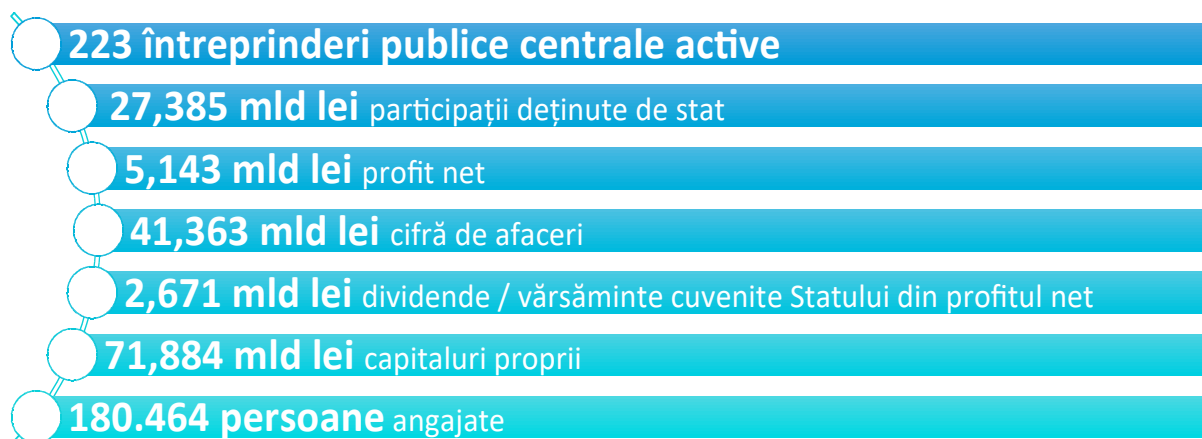 223 întreprinderi publice centrale active
27,385 mld lei participații deținute de stat
5,143 mld lei profit net
41,363 mld lei cifră de afaceri
2,671 mld lei dividende / vărsăminte cuvenite Statului din profitul net
71,884 mld lei capitaluri proprii
180.464 persoane angajate